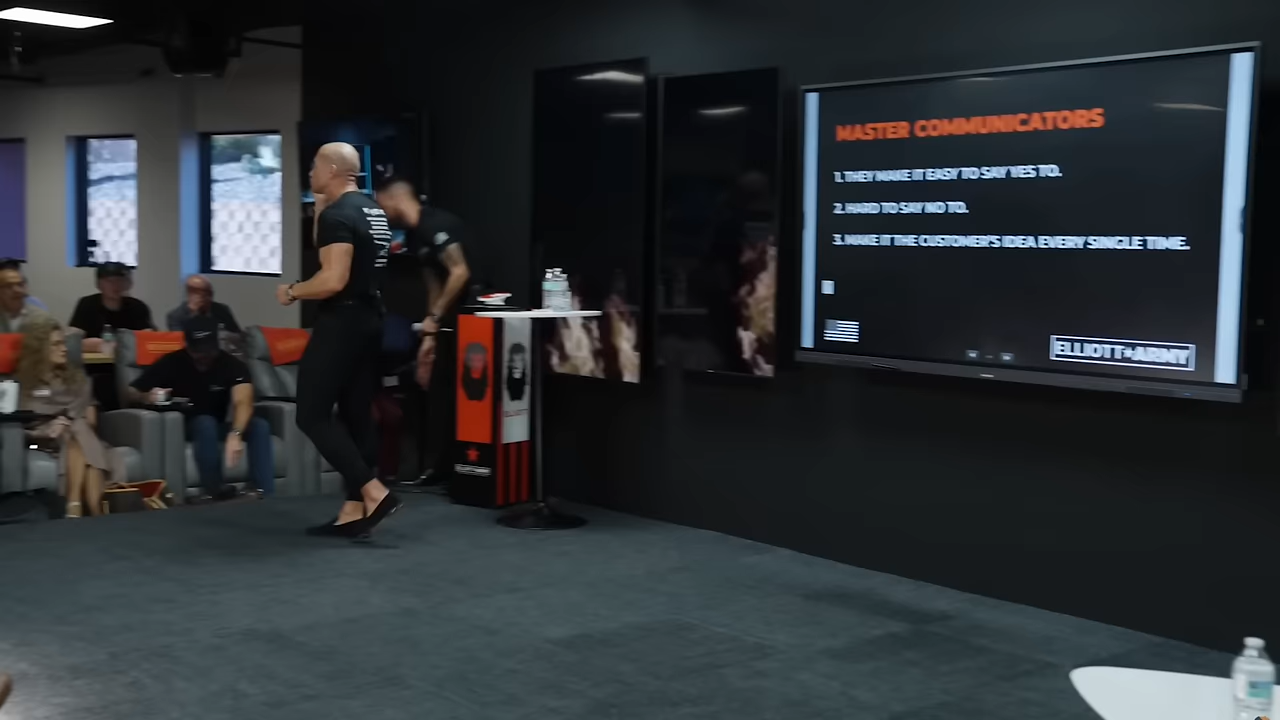 MASTER COMMUNICATORS
1. THEY MAKE IT EASY TO SAY YES TO.
2. HARD TO SAY NO TO.
3. MAKE IT THE CUSTOMER'S IDEA EVERY SINGLE TIME.
ELLIOTT★ARMY